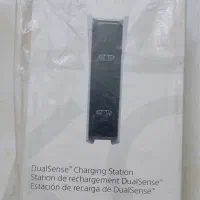 DualSense™ Charging Station
Station de rechargement DualSense™
Estación de recarga de DualSense™